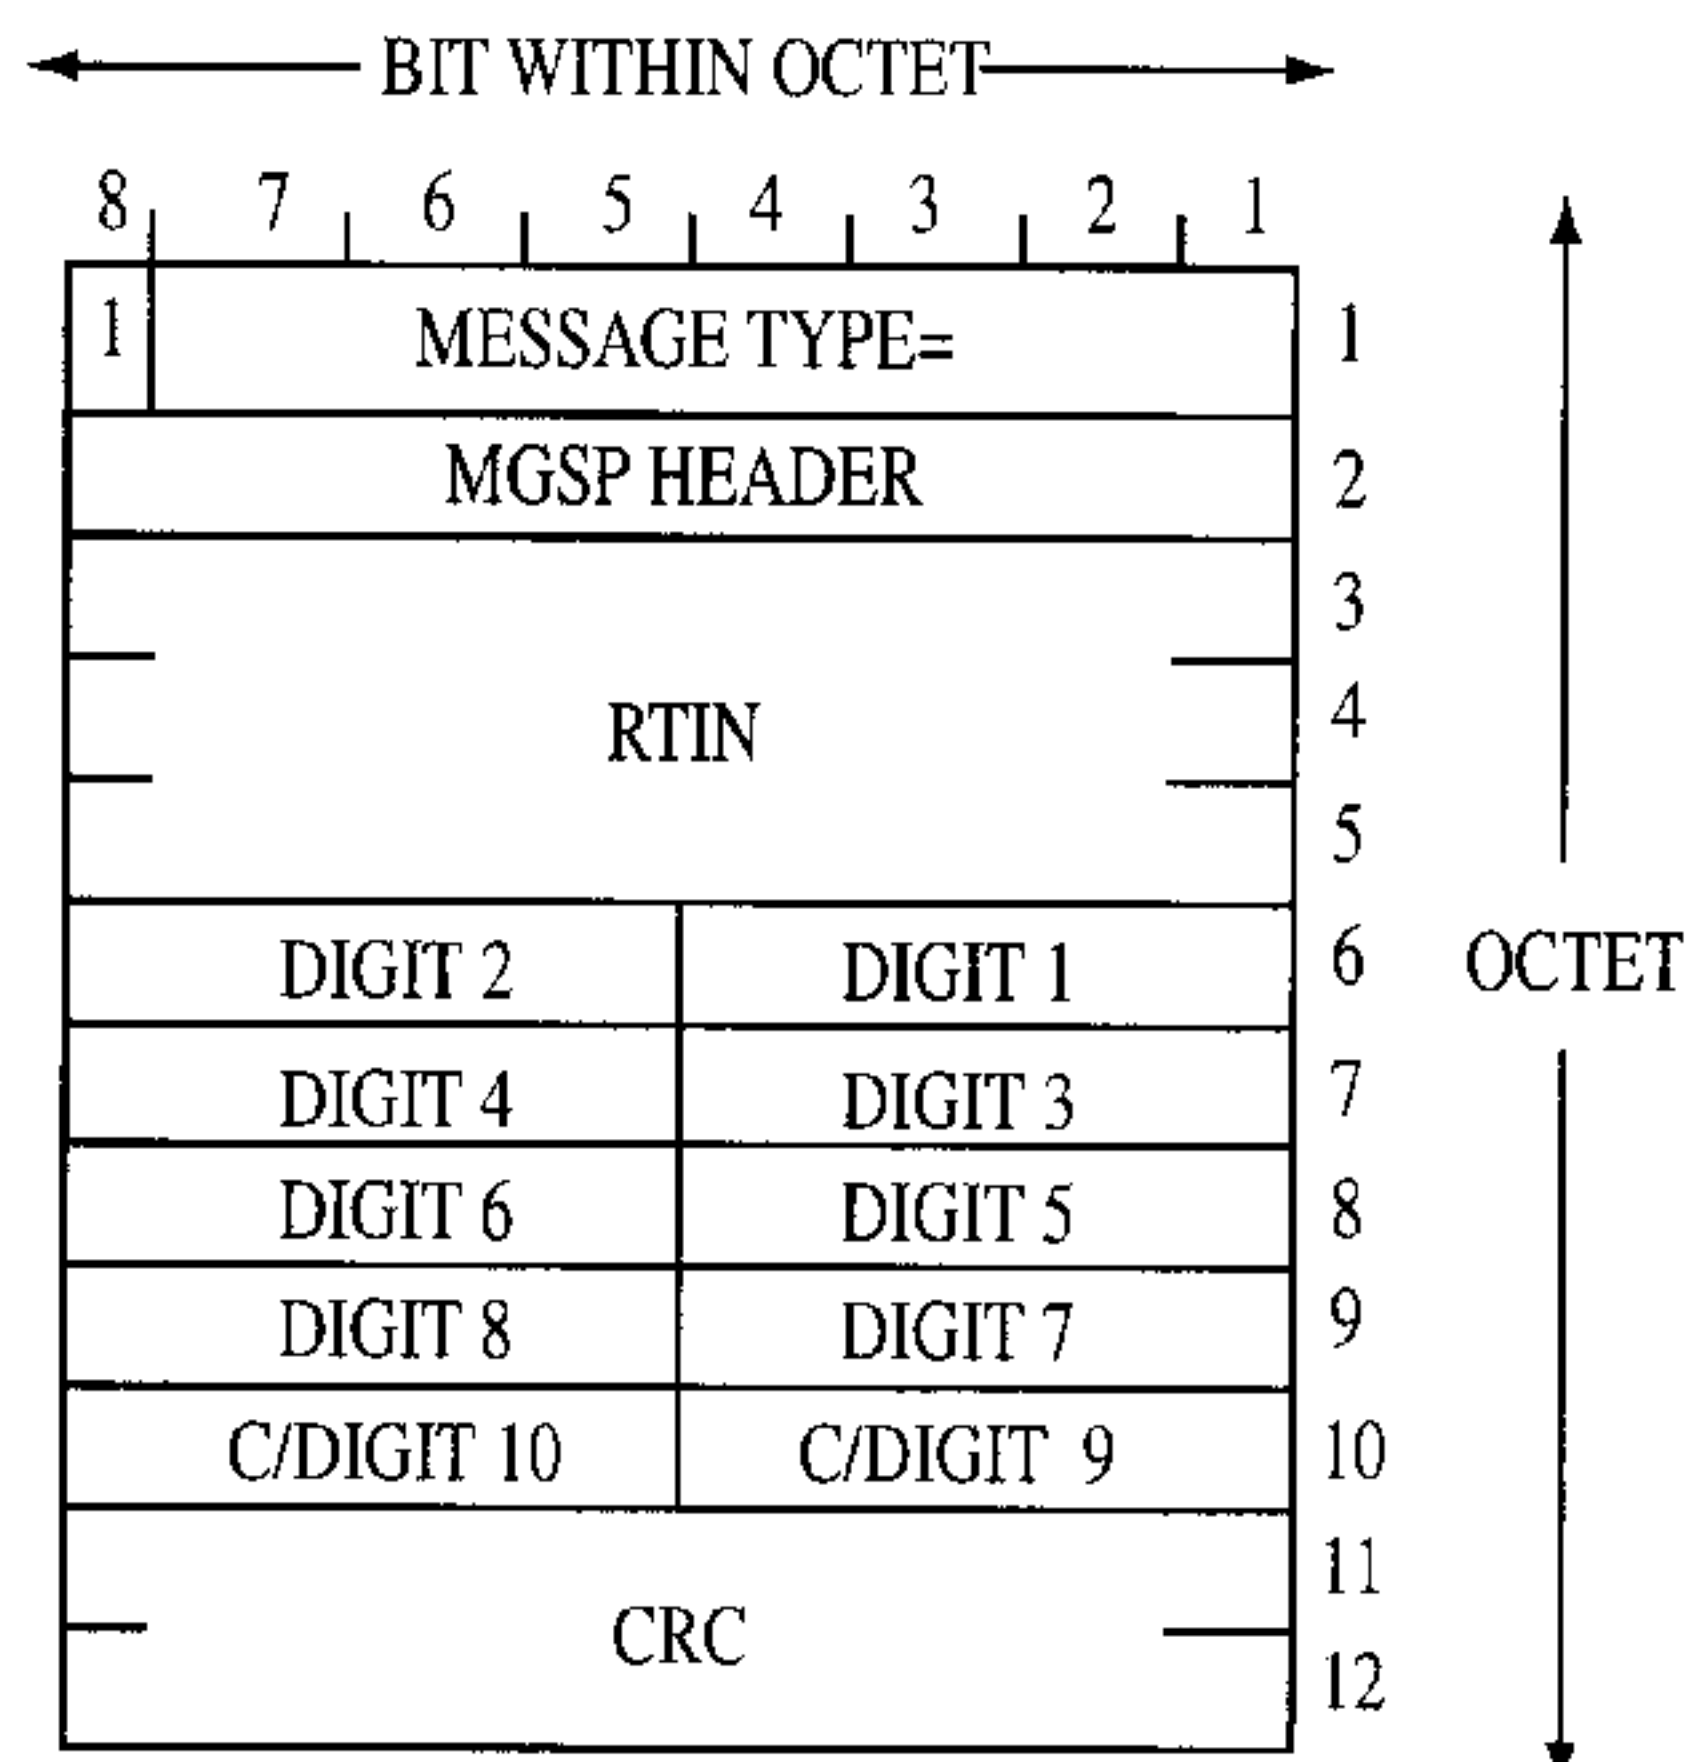 BIT WITHIN OCTET
8 7 6 5 4 3 2 1
1 MESSAGE TYPE= 1
MGSP HEADER 2
3
RTIN 4
5
DIGIT 2 DIGIT 1 6 OCTET
DIGIT 4 DIGIT 3 7
DIGIT 6 DIGIT 5 8
DIGIT 8 DIGIT 7 9
C/DIGIT 10 C/DIGIT 9 10
11
CRC
12